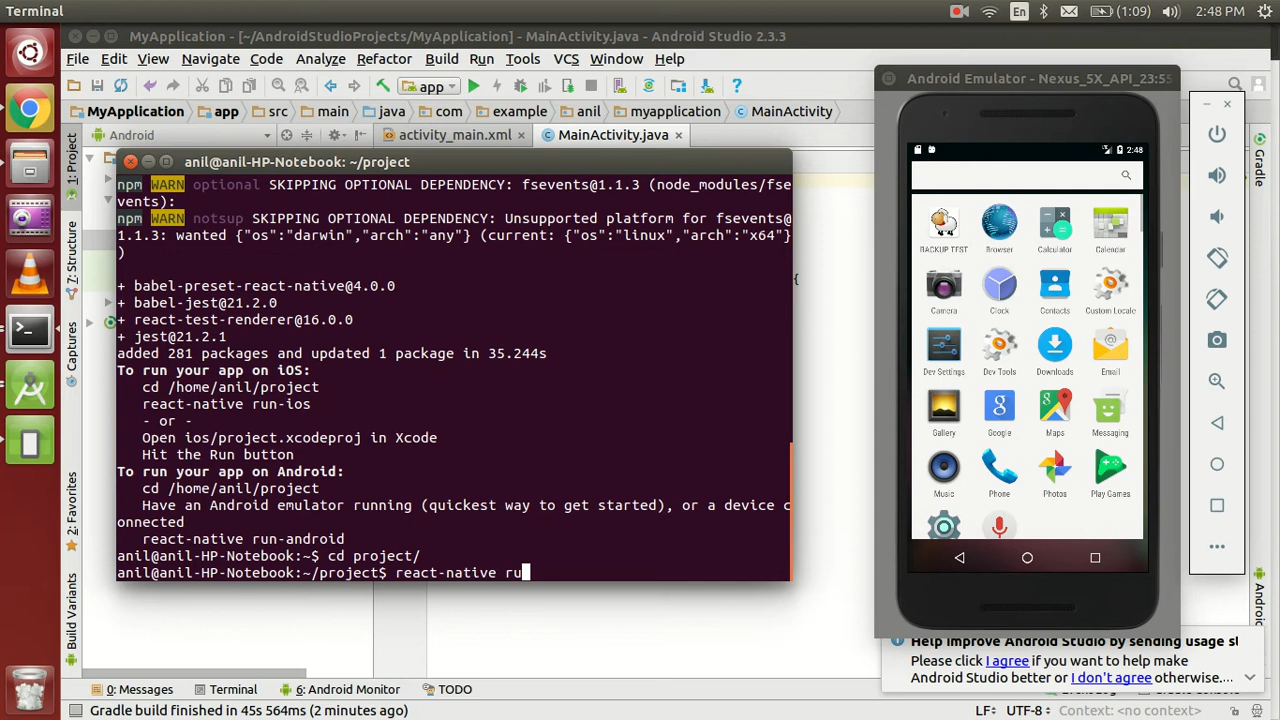 Terminal
En
(1:09)
2:48 PM
MyApplication - [~/AndroidStudioProjects/MyApplication] - MainActivity.java - Android Studio 2.3.3
File Edit View Navigate Code Analyze Refactor Build Run Tools VCS Window Help
app
MyApplication app src main java com example anil myapplication MainActivity
Android
activity_main.xml
MainActivity.java
1: Project
7: Structure
Captures
2: Favorites
Build Variants
Gradle
Android
{
anil@anil-HP-Notebook: ~/project
npm WARN optional SKIPPING OPTIONAL DEPENDENCY: fsevents@1.1.3 (node_modules/fse
vents):
npm WARN notsup SKIPPING OPTIONAL DEPENDENCY: Unsupported platform for fsevents@
1.1.3: wanted {"os":"darwin","arch":"any"} (current: {"os":"linux","arch":"x64"}
)
+ babel-preset-react-native@4.0.0
+ babel-jest@21.2.0
+ react-test-renderer@16.0.0
+ jest@21.2.1
added 281 packages and updated 1 package in 35.244s
To run your app on iOS:
cd /home/anil/project
react-native run-ios
- or -
Open ios/project.xcodeproj in Xcode
Hit the Run button
To run your app on Android:
cd /home/anil/project
Have an Android emulator running (quickest way to get started), or a device c
onnected
react-native run-android
anil@anil-HP-Notebook:~$ cd project/
anil@anil-HP-Notebook:~/project$ react-native ru
Android Emulator - Nexus_5X_API_23:55
2:48
BACKUP TEST Browser Calculator Calendar
Camera Clock Contacts Custom Locale
Dev Settings Dev Tools Downloads Email
Gallery Google Maps Messaging
Music Phone Photos Play Games
Help improve Android Studio by sending usage
Please click I agree if you want to help make
Android Studio better or I don't agree otherwise....
0: Messages Terminal 6: Android Monitor TODO
Gradle build finished in 45s 564ms (2 minutes ago)
LF÷ UTF-8÷ Context: <no context>